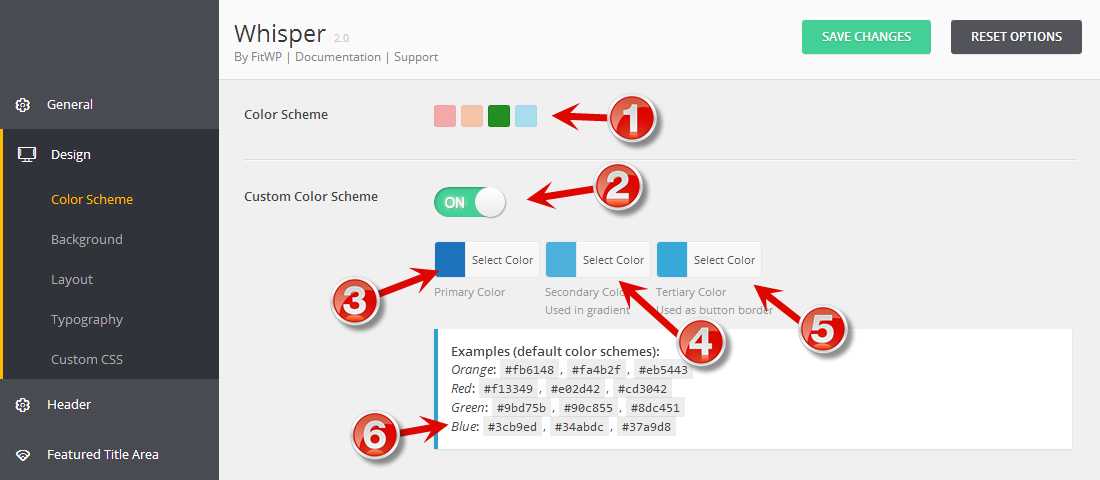 Whisper 2.0
By FitWP | Documentation | Support
SAVE CHANGES
RESET OPTIONS
General
Design
Color Scheme
Background
Layout
Typography
Custom CSS
Header
Featured Title Area
Color Scheme
1
Custom Color Scheme
ON
2
Select Color
Select Color
Select Color
3
Primary Color
Secondary Colo
Tertiary Color
Used in gradient
Used as button border
4
5
Examples (default color schemes):
Orange: #fb6148 , #fa4b2f , #eb5443
Red: #f13349 , #e02d42 , #cd3042
Green: #9bd75b , #90c855 , #8dc451
Blue: #3cb9ed , #34abdc , #37a9d8
6